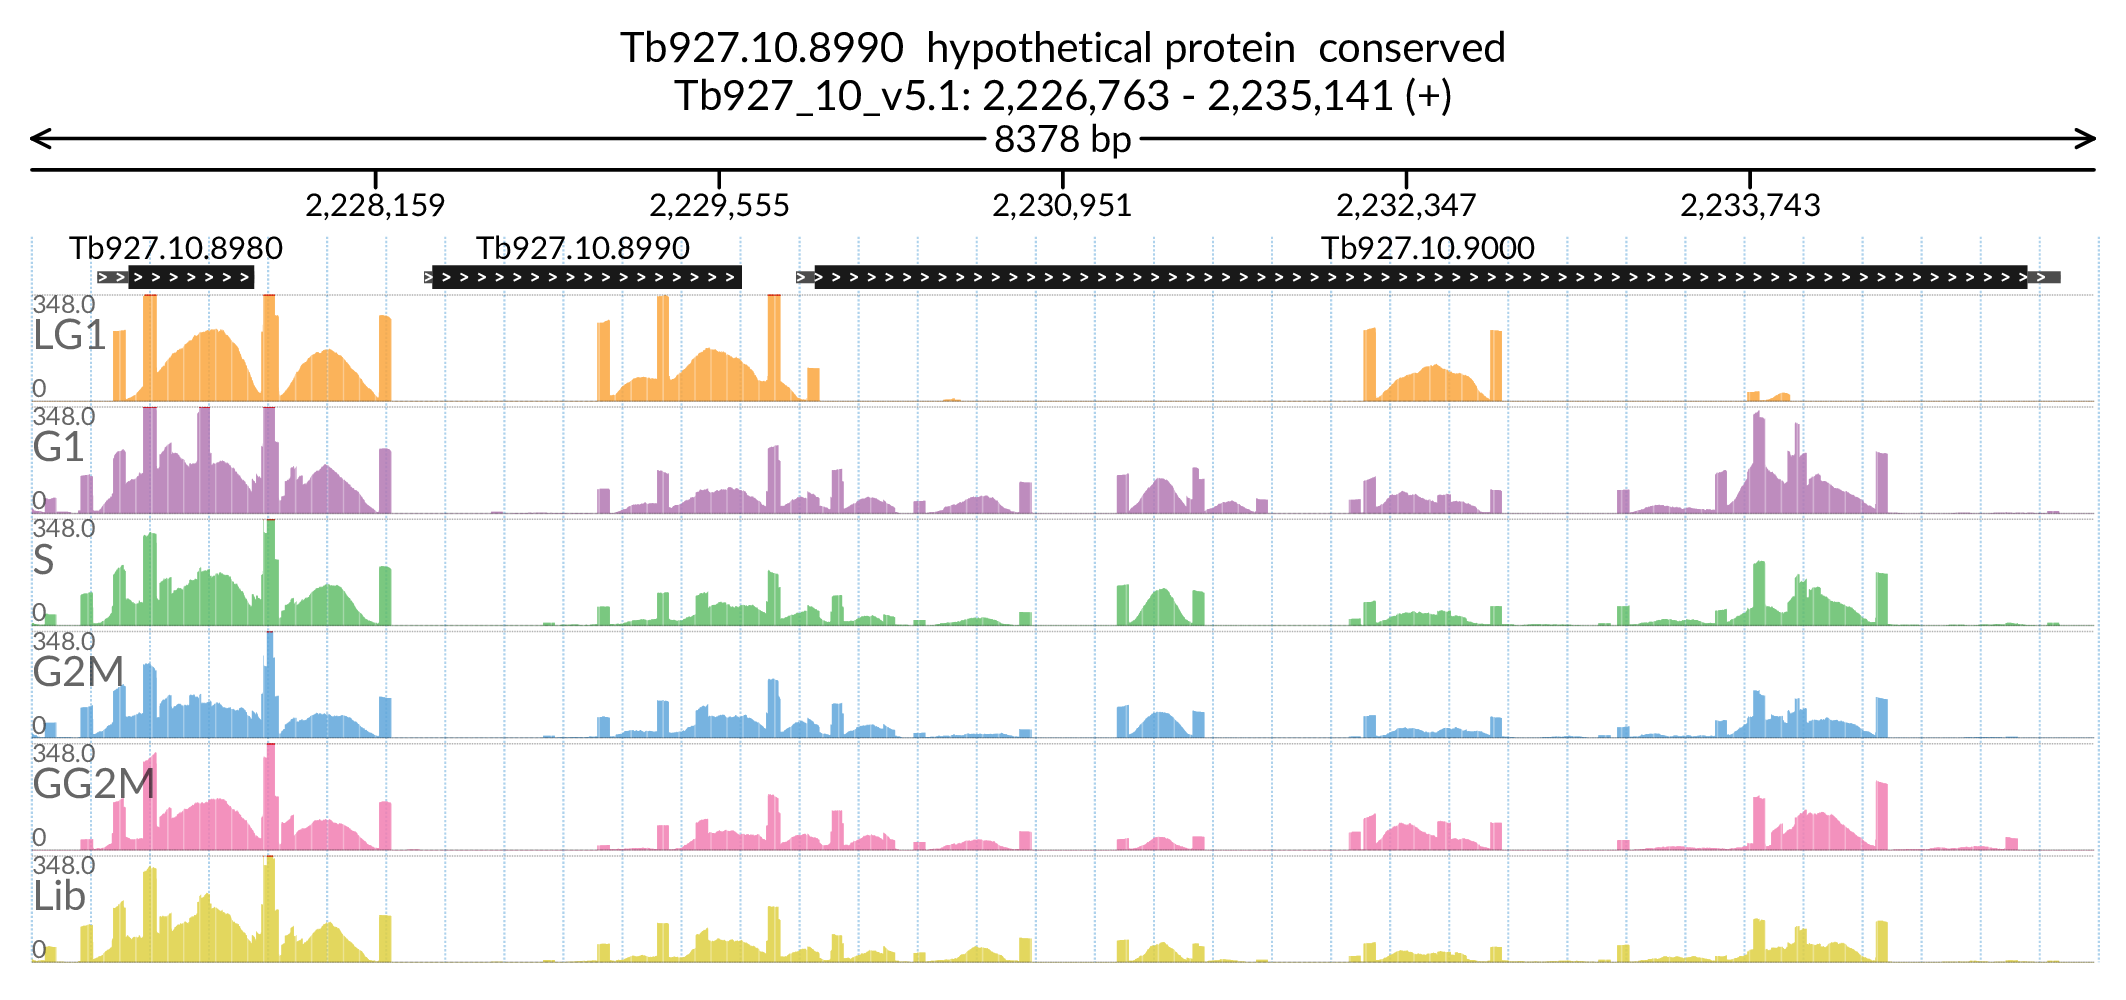 Tb927.10.8990 hypothetical protein conserved
Tb927_10_v5.1: 2,226,763 - 2,235,141 (+)
8378 bp
2,228,159 2,229,555 2,230,951 2,232,347 2,233,743
Tb927.10.8980 Tb927.10.8990 Tb927.10.9000
348.0
LG1
0
348.0
G1
0
348.0
S
0
348.0
G2M
0
348.0
GG2M
0
348.0
Lib
0